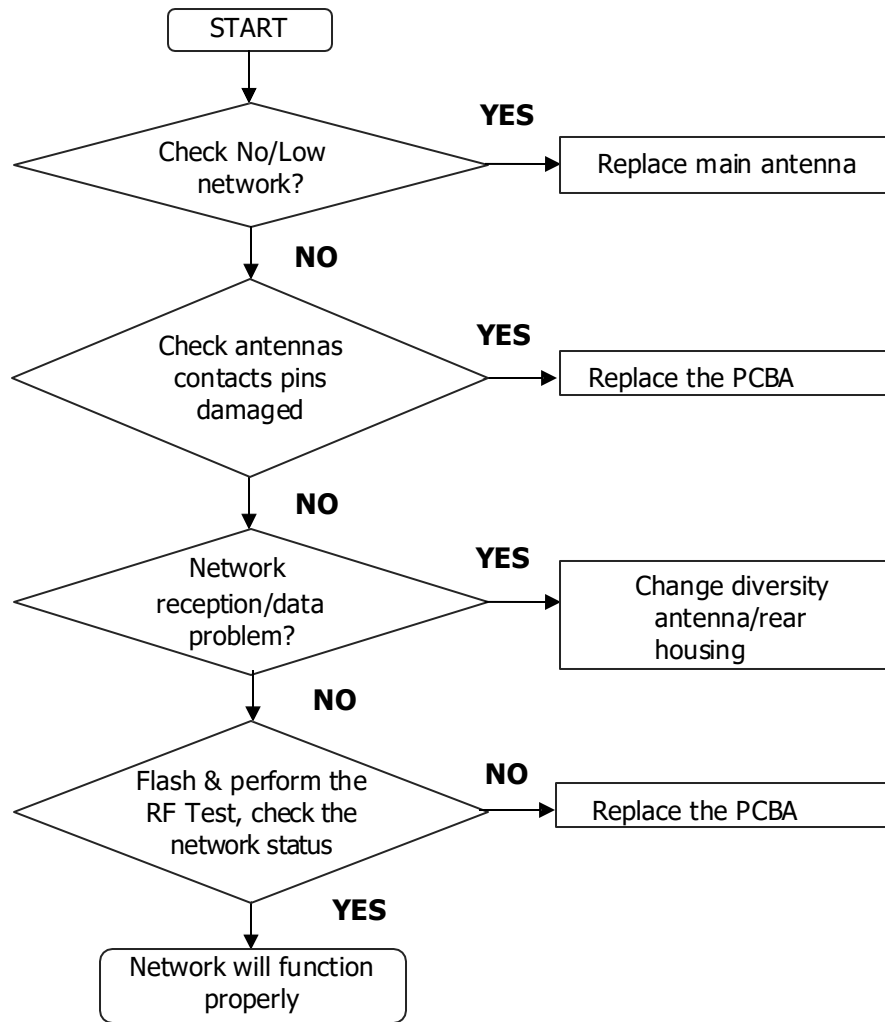 START
YES
Check No/Low
network?
Replace main antenna
NO
YES
Check antennas
contacts pins
damaged
Replace the PCBA
NO
YES
Network
reception/data
problem?
Change diversity
antenna/rear
housing
NO
NO
Flash & perform the
RF Test, check the
network status
Replace the PCBA
YES
Network will function
properly